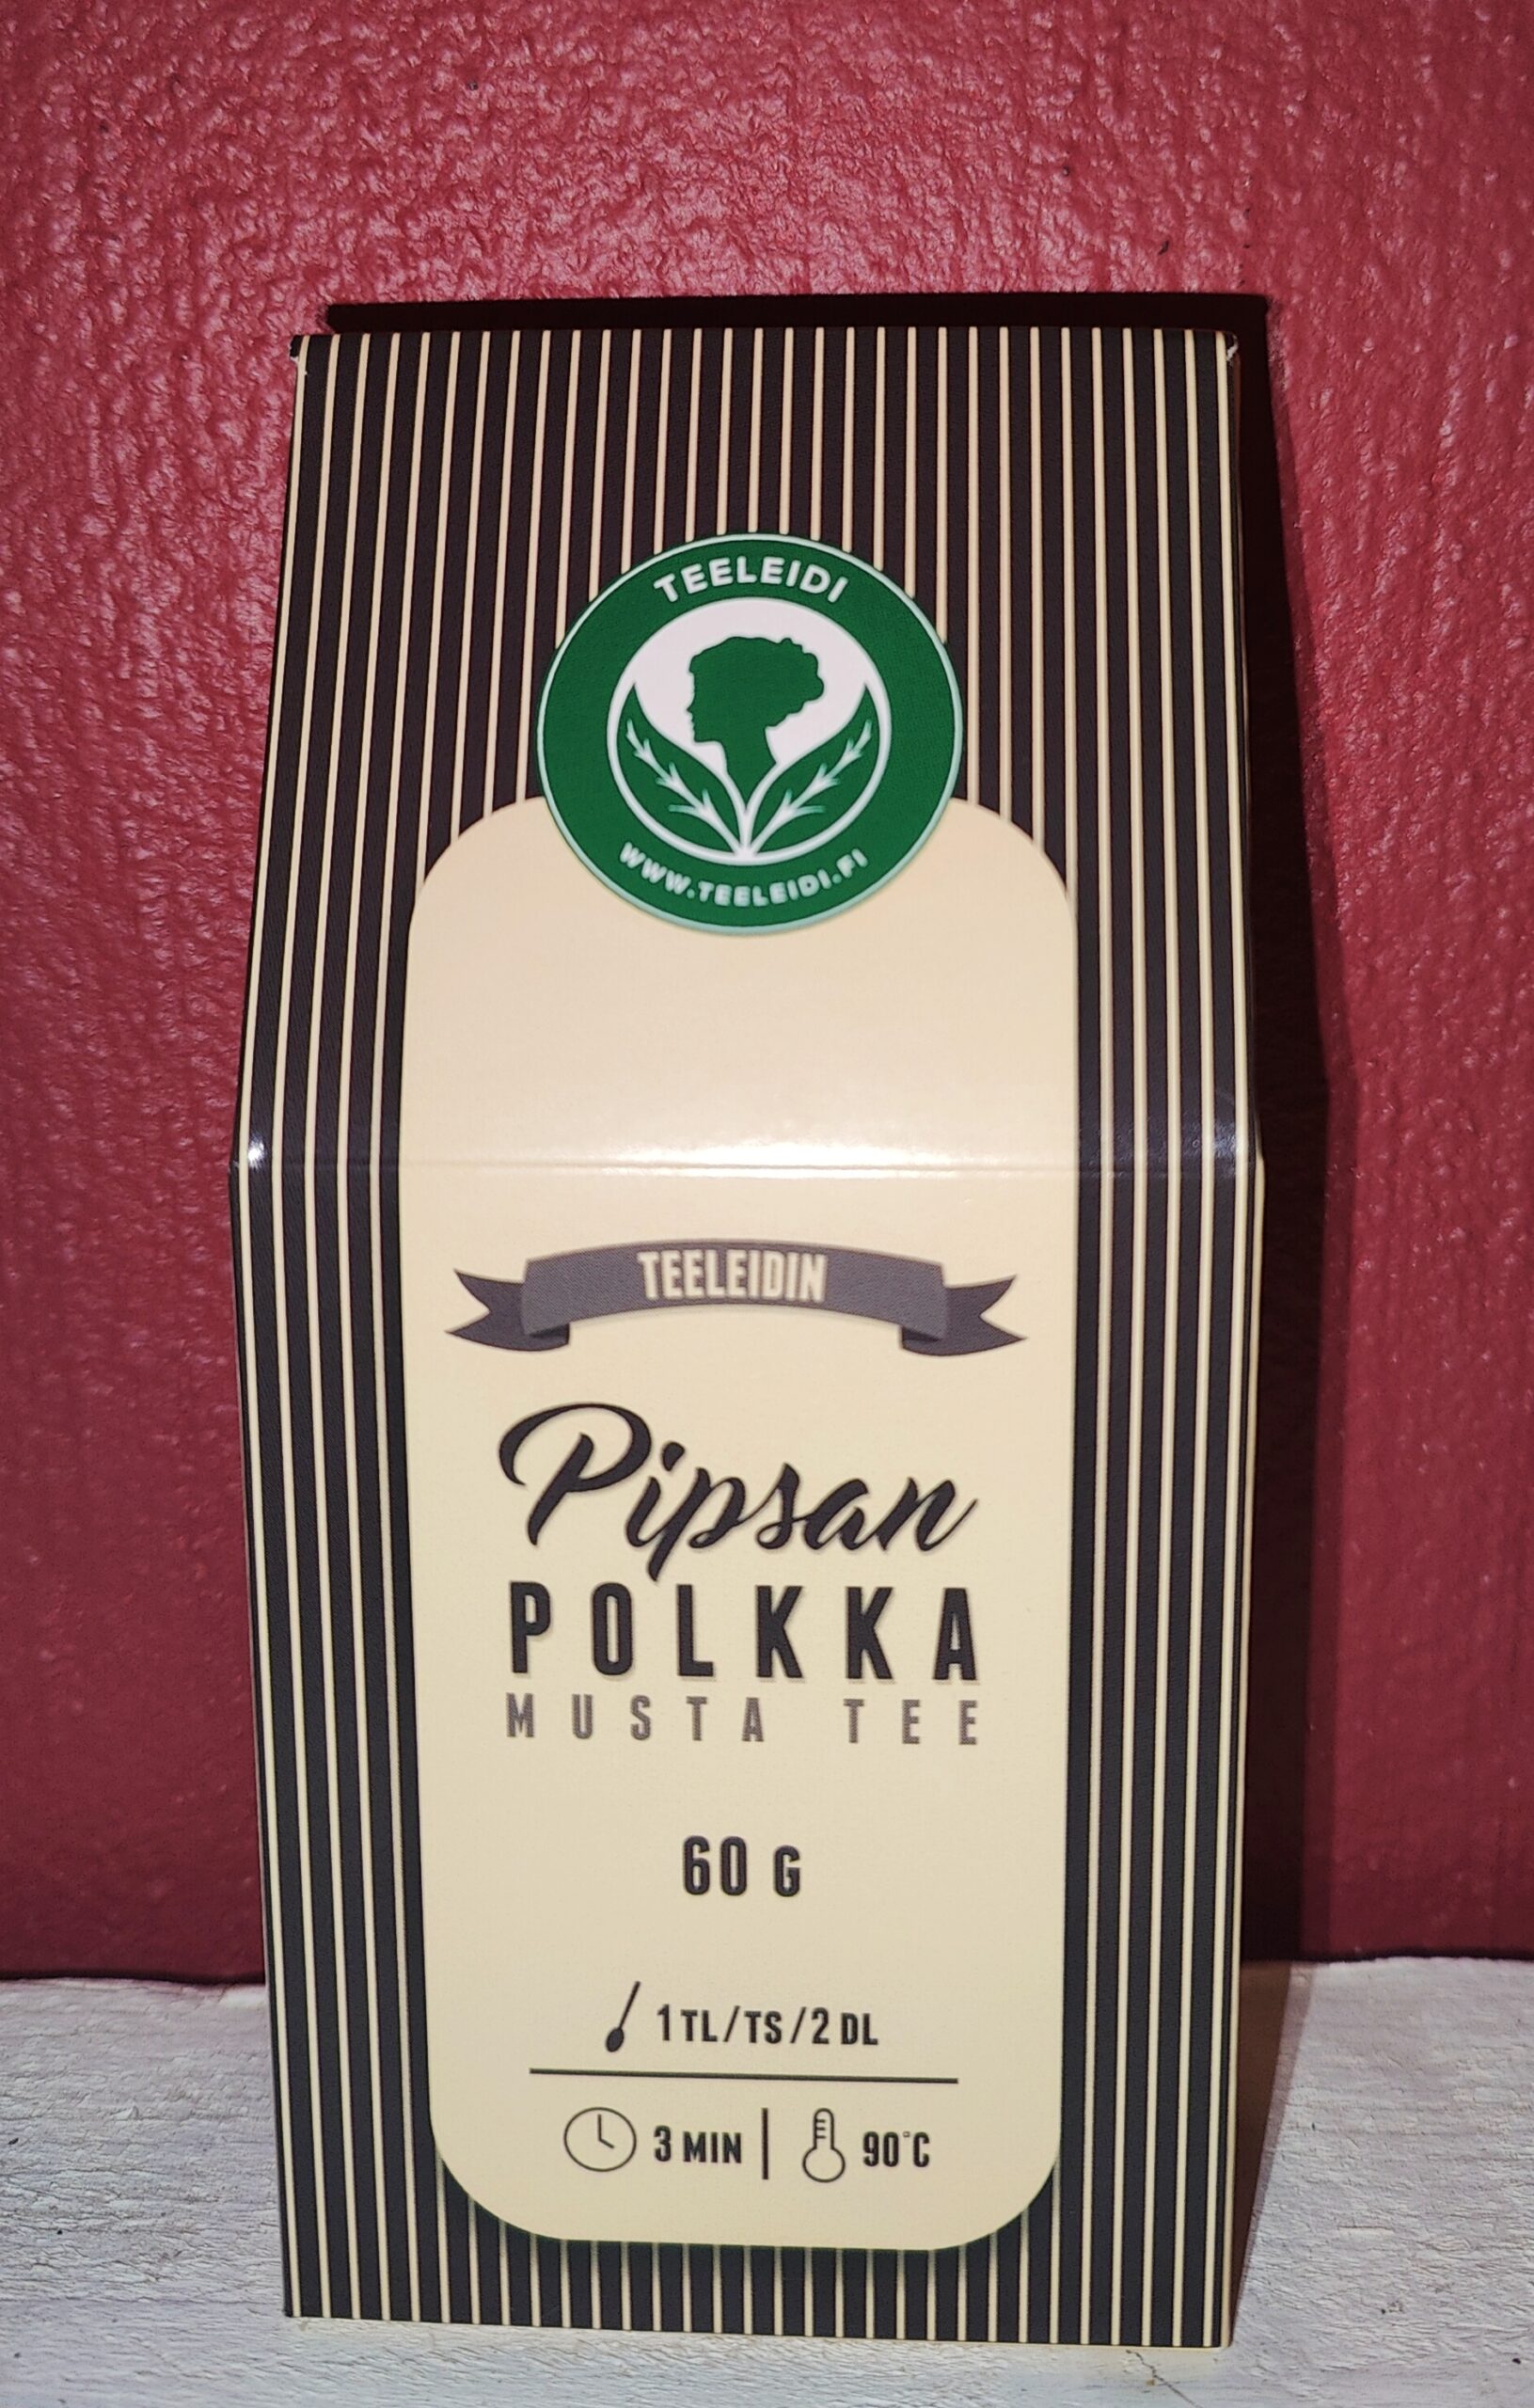 TEELEIDI
WWW.TEELEIDI.FI
TEELEIDIN
Pipsan
POLKKA
MUSTA TEE
60 G
1 TL/TS/2 DL
3 MIN | 90°C